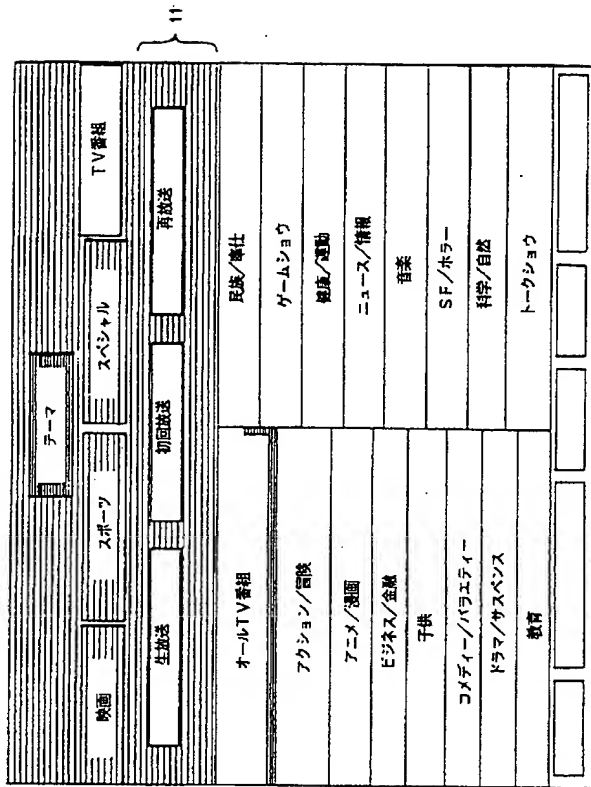 テーマ
映画 スポーツ スペシャル TV番組
11
生放送 初回放送 再放送
オールTV番組 民族/奉仕
アクション/冒険 ゲームショウ
アニメ/漫画 健康/運動
ビジネス/金融 ニュース/情報
子供 音楽
コメディー/バラエティー SF/ホラー
ドラマ/サスペンス 科学/自然
教育 トークショウ